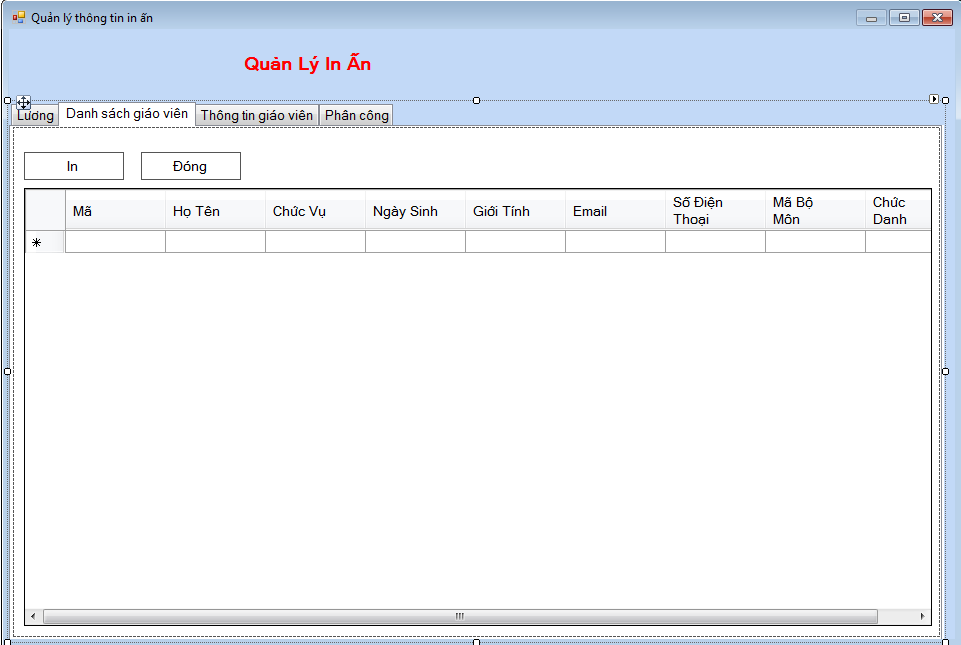 Quản lý thông tin in ấn
Quản Lý In Ấn
Lương Danh sách giáo viên Thông tin giáo viên Phân công
In Đóng
Mã Họ Tên Chức Vụ Ngày Sinh Giới Tính Email Số Điện Thoại Mã Bộ Môn Chức Danh